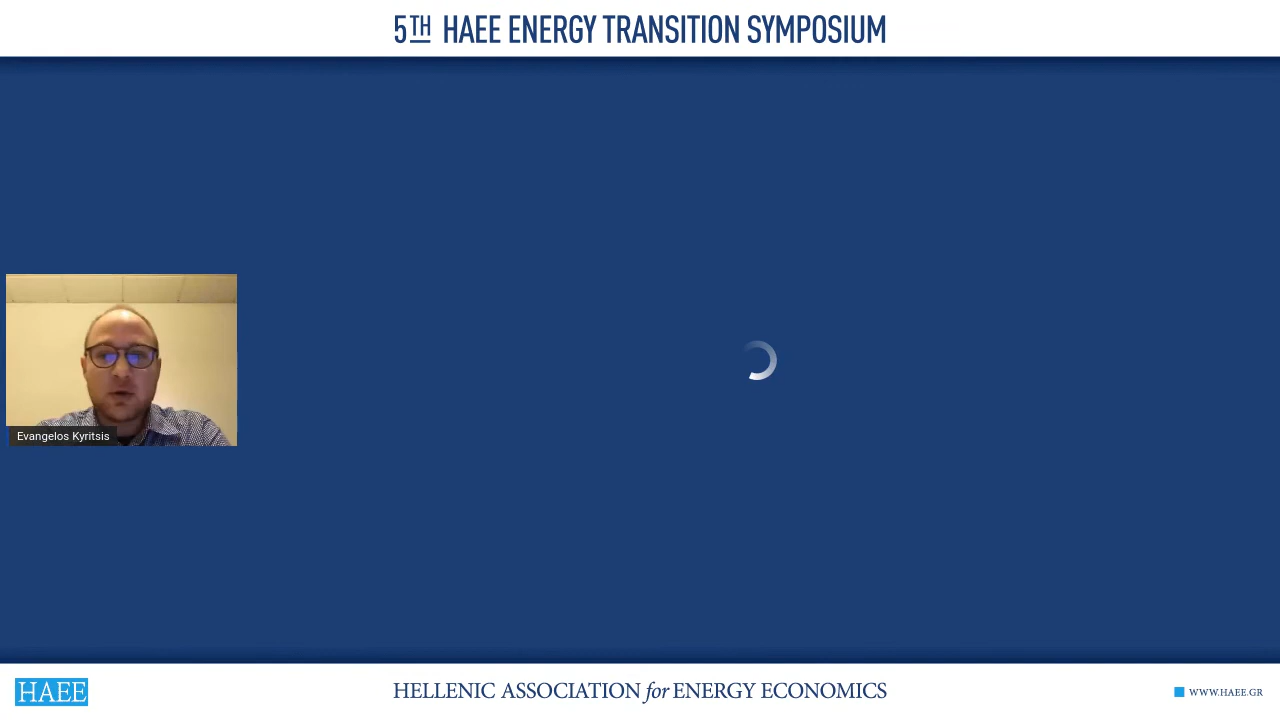 5TH HAEE ENERGY TRANSITION SYMPOSIUM
Evangelos Kyritsis
HAEE
HELLENIC ASSOCIATION for ENERGY ECONOMICS
WWW.HAEE.GR